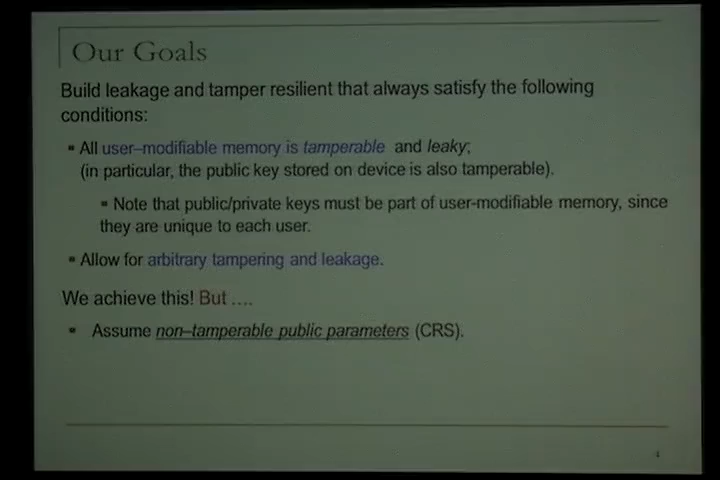 Our Goals
Build leakage and tamper resilient that always satisfy the following
conditions:
▪ All user–modifiable memory is tamperable and leaky;
(in particular, the public key stored on device is also tamperable).
▪ Note that public/private keys must be part of user-modifiable memory, since
they are unique to each user.
▪ Allow for arbitrary tampering and leakage.
We achieve this! But ....
▪ Assume non–tamperable public parameters (CRS).
4